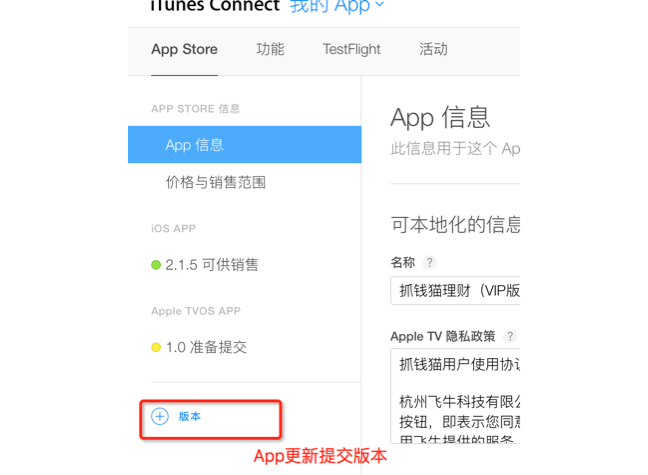 iTunes Connect 我的 App
App Store 功能 TestFlight 活动
APP STORE 信息
App 信息
价格与销售范围
iOS APP
2.1.5 可供销售
Apple TVOS APP
1.0 准备提交
版本
App 信息
此信息用于这个 Ap
可本地化的信息
名称 ?
抓钱猫理财（VIP版
Apple TV 隐私政策 ?
抓钱猫用户使用协议
杭州飞牛科技有限公
按钮，即表示您同意
用飞牛提供的服务
App更新提交版本